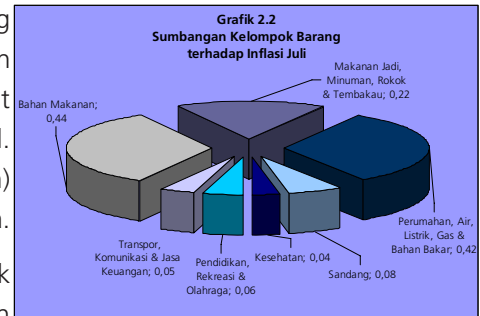 Grafik 2.2
Sumbangan Kelompok Barang
terhadap Inflasi Juli
Makanan Jadi,
Minuman, Rokok
& Tembakau; 0,22
Bahan Makanan;
0,44
Perumahan, Air,
Listrik, Gas &
Bahan Bakar; 0,42
Transpor,
Komunikasi & Jasa
Keuangan; 0,05
Pendidikan,
Rekreasi &
Olahraga; 0,06
Kesehatan; 0,04
Sandang; 0,08